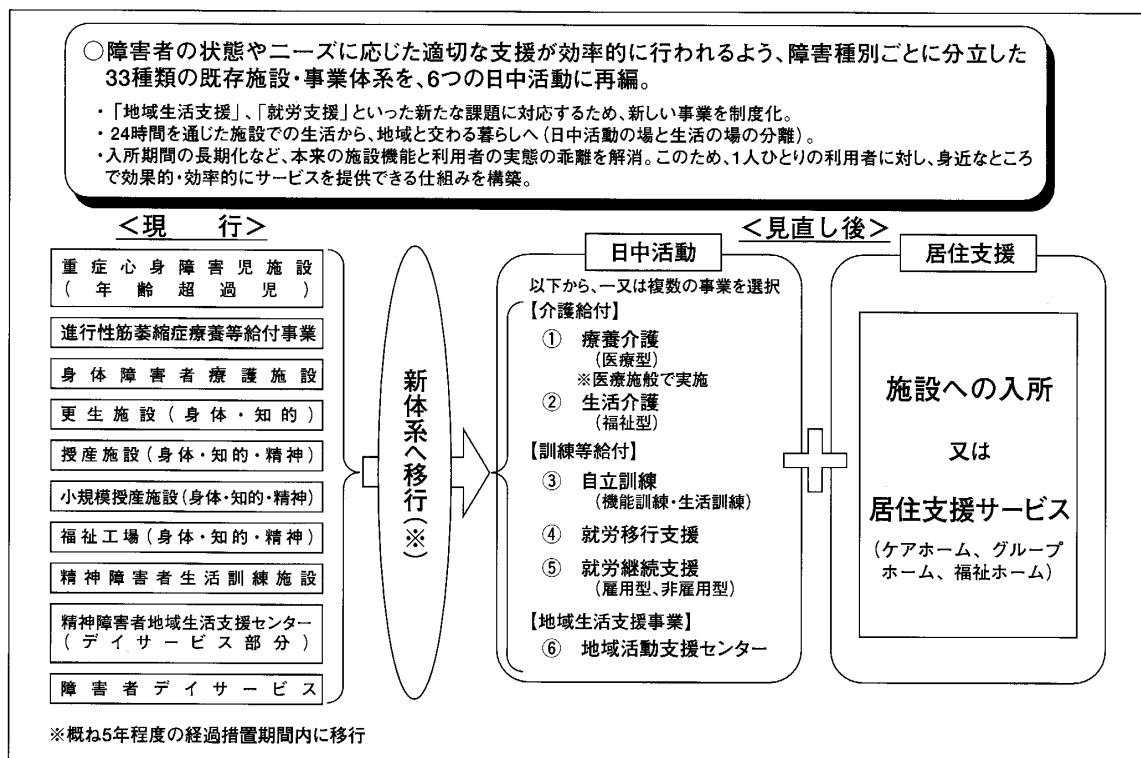 ○障害者の状態やニーズに応じた適切な支援が効率的に行われるよう、障害種別ごとに分立した
33種類の既存施設・事業体系を、6つの日中活動に再編。
・「地域生活支援」、「就労支援」といった新たな課題に対応するため、新しい事業を制度化。
・24時間を通じた施設での生活から、地域と交わる暮らしへ(日中活動の場と生活の場の分離)。
・入所期間の長期化など、本来の施設機能と利用者の実態の乖離を解消。このため、1人ひとりの利用者に対し、身近なところ
で効果的・効率的にサービスを提供できる仕組みを構築。
＜現　行＞
重症心身障害児施設
(年齢超過児)
進行性筋萎縮症療養等給付事業
身体障害者療護施設
更生施設(身体・知的)
授産施設(身体・知的・精神)
小規模授産施設(身体・知的・精神)
福祉工場(身体・知的・精神)
精神障害者生活訓練施設
精神障害者地域生活支援センター
(デイサービス部分)
障害者デイサービス
※概ね5年程度の経過措置期間内に移行
新体系へ移行(※)
＜見直し後＞
日中活動
以下から、一又は複数の事業を選択
【介護給付】
① 療養介護
(医療型)
※医療施般で実施
② 生活介護
(福祉型)
【訓練等給付】
③ 自立訓練
(機能訓練・生活訓練)
④ 就労移行支援
⑤ 就労継続支援
(雇用型、非雇用型)
【地域生活支援事業】
⑥ 地域活動支援センター
居住支援
施設への入所
又は
居住支援サービス
(ケアホーム、グループ
ホーム、福祉ホーム)